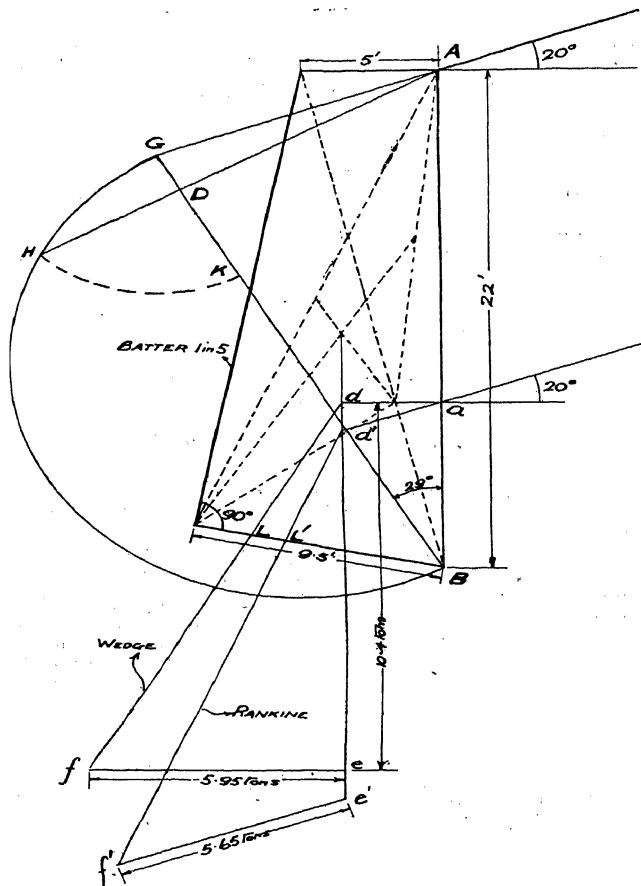 5'
A
20°
G
D
H
K
22'
BATTER 1 in 5
20°
d
a
d''
29°
90°
L
L'
9.5'
B
10.4 Tons
WEDGE
RANKINE
f
e
5.95 Tons
e'
5.65 Tons
f'